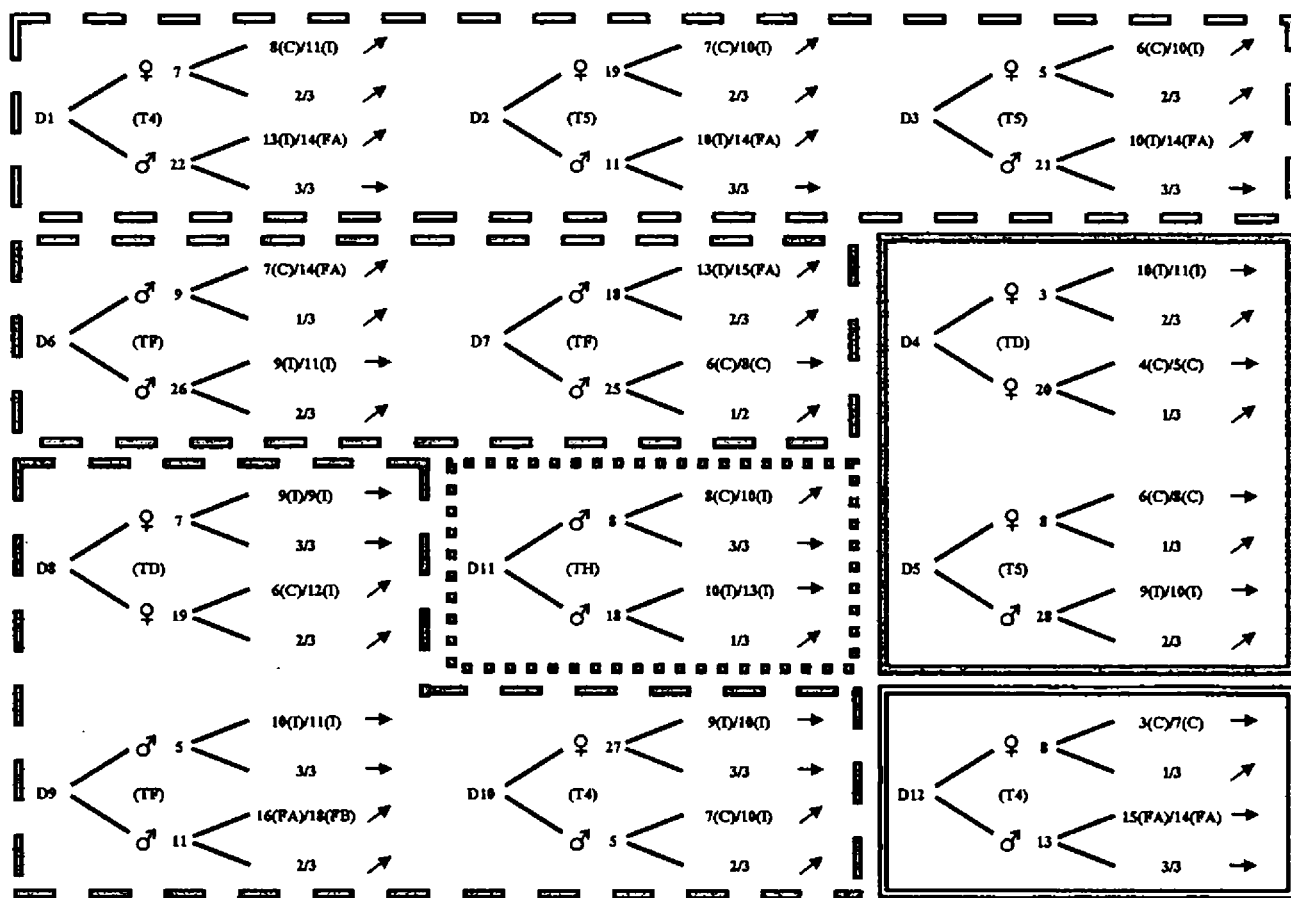 8(C)/11(I) 7(C)/10(I) 6(C)/10(I)
♀ 7 ♀ 19 ♀ 5
2/3 2/3 2/3
D1 (T4) D2 (T5) D3 (T5)
13(I)/14(FA) 10(I)/14(FA) 10(I)/14(FA)
♂ 22 ♂ 11 ♂ 21
3/3 3/3 3/3
7(C)/14(FA) 13(I)/15(FA) 10(I)/11(I)
♂ 9 ♂ 18 ♀ 3
1/3 2/3 2/3
D6 (TF) D7 (TF) D4 (TD)
9(I)/11(I) 6(C)/8(C) 4(C)/5(C)
♂ 26 ♂ 25 ♀ 20
2/3 1/2 1/3
9(I)/9(I) 8(C)/10(I) 6(C)/8(C)
♀ 7 ♂ 8 ♀ 8
3/3 3/3 1/3
D8 (TD) D11 (TH) D5 (T5)
6(C)/12(I) 10(I)/13(I) 9(I)/10(I)
♀ 19 ♂ 18 ♂ 28
2/3 1/3 2/3
10(I)/11(I) 9(I)/10(I) 3(C)/7(C)
♂ 5 ♀ 27 ♀ 8
3/3 3/3 1/3
D9 (TF) D10 (T4) D12 (T4)
16(FA)/18(FB) 7(C)/10(I) 15(FA)/14(FA)
♂ 11 ♂ 5 ♂ 13
2/3 2/3 3/3